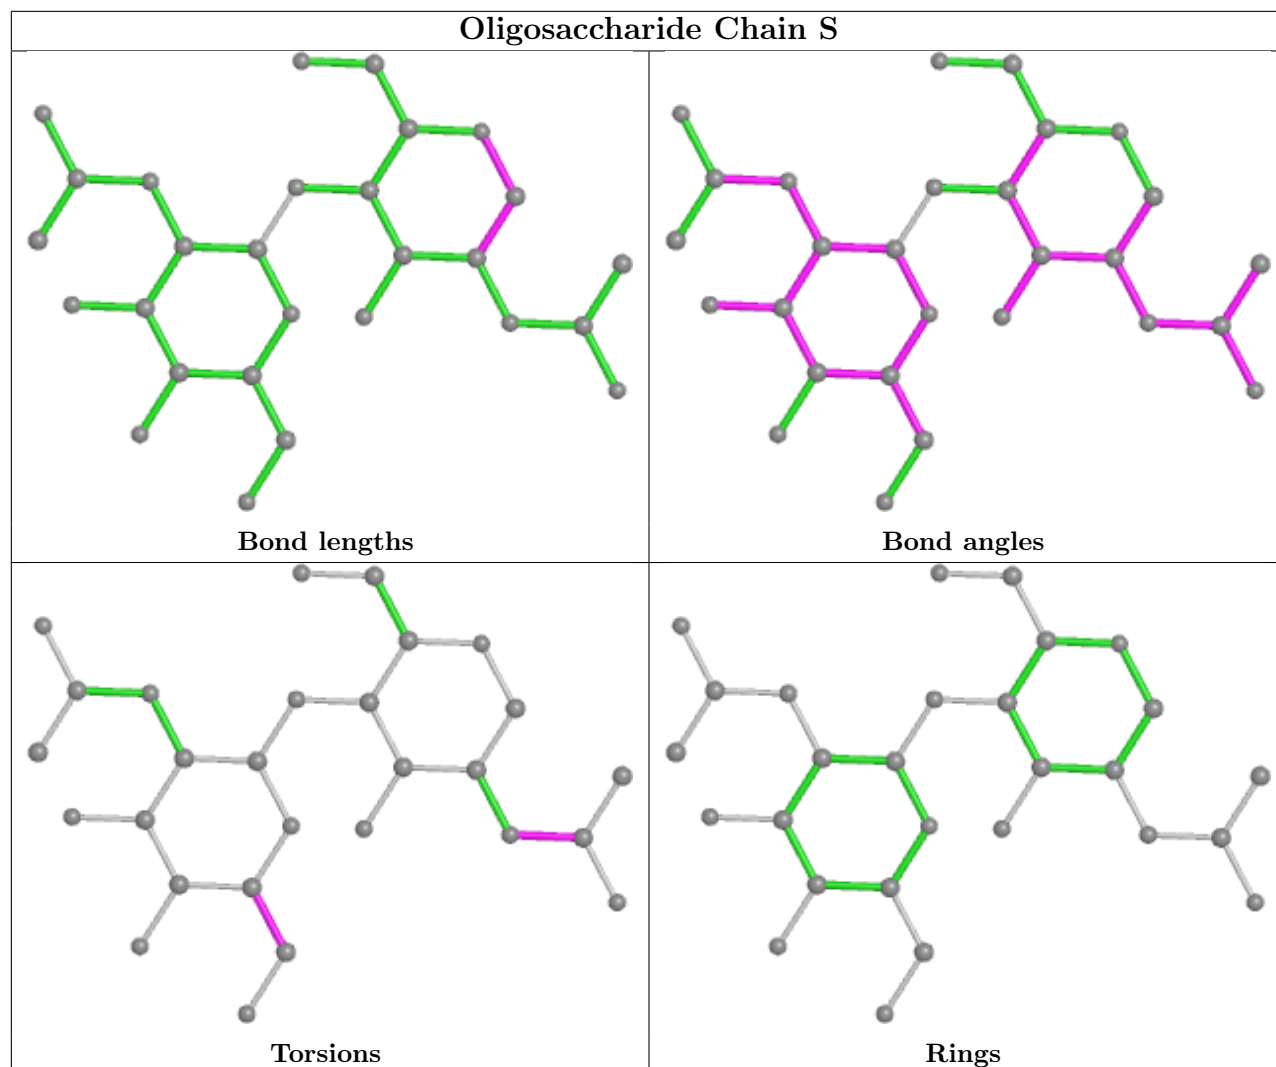 Oligosaccharide Chain S
Bond lengths
Bond angles
Torsions
Rings